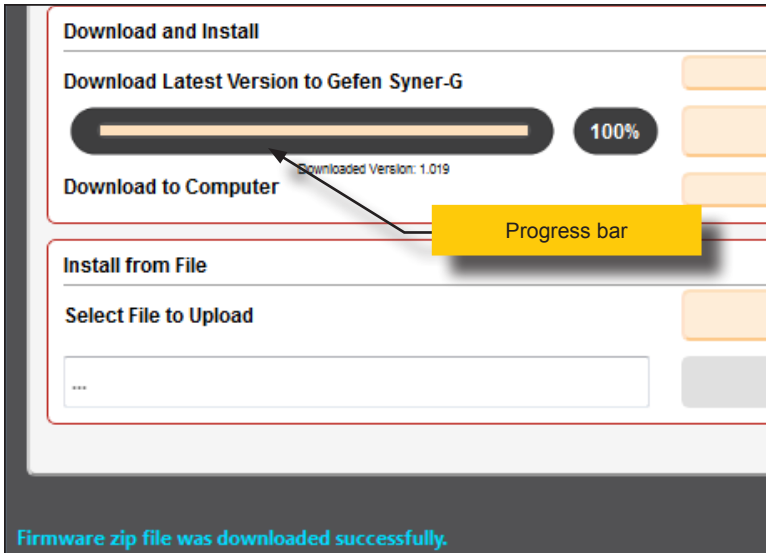 Download and Install
Download Latest Version to Gefen Syner-G
100%
Downloaded Version: 1.019
Download to Computer
Progress bar
Install from File
Select File to Upload
...
Firmware zip file was downloaded successfully.